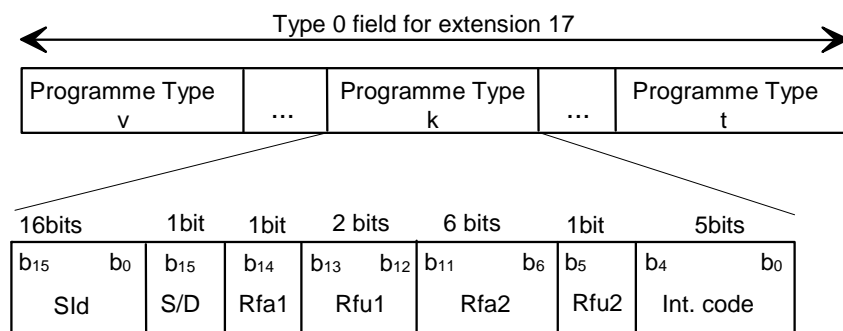 Type 0 field for extension 17
Programme Type ... Programme Type ... Programme Type
v k t
16bits 1bit 1bit 2 bits 6 bits 1bit 5bits
b15 b0 b15 b14 b13 b12 b11 b6 b5 b4 b0
SId S/D Rfa1 Rfu1 Rfa2 Rfu2 Int. code